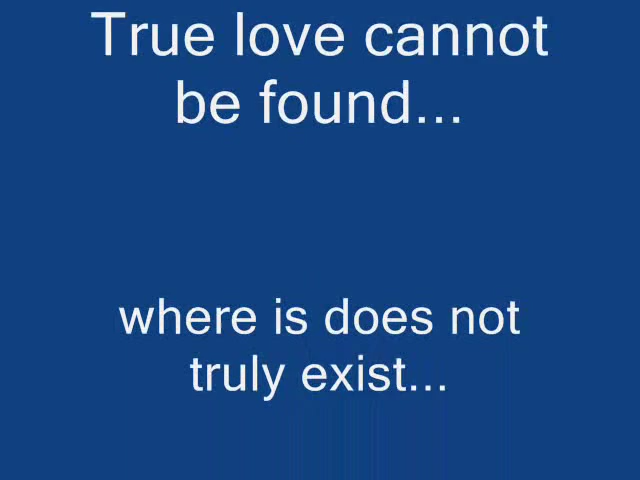 True love cannot
be found...
where is does not
truly exist...